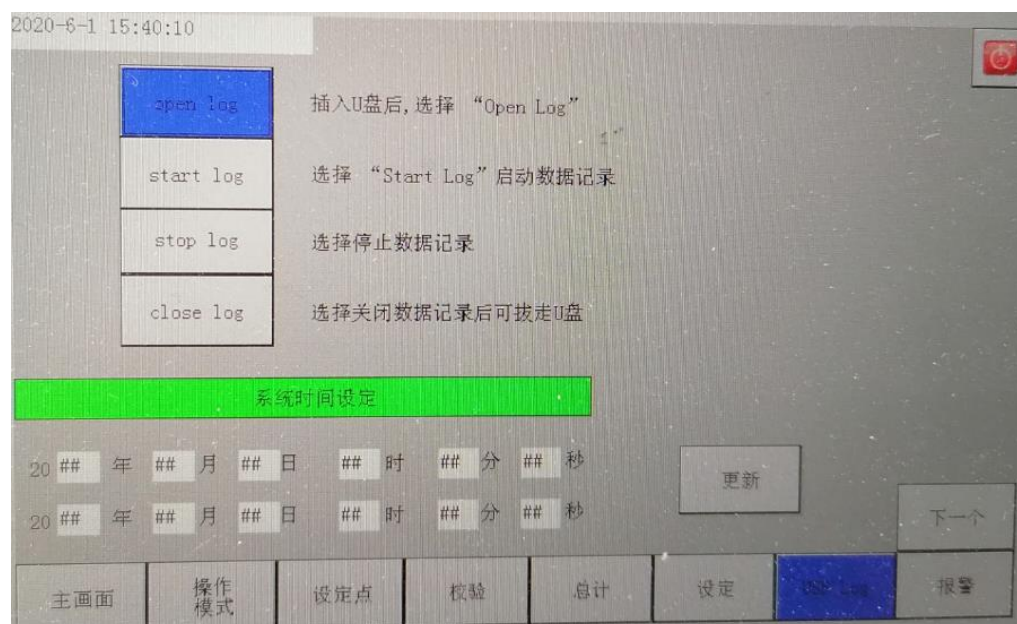 2020-6-1 15:40:10
open log
插入U盘后,选择 “Open Log”
start log
选择 “Start Log”启动数据记录
stop log
选择停止数据记录
close log
选择关闭数据记录后可拔走U盘
系统时间设定
20 ## 年 ## 月 ## 日 ## 时 ## 分 ## 秒
更新
20 ## 年 ## 月 ## 日 ## 时 ## 分 ## 秒
下一个
主画面
操作
模式
设定点
校验
总计
设定
USB Log
报警